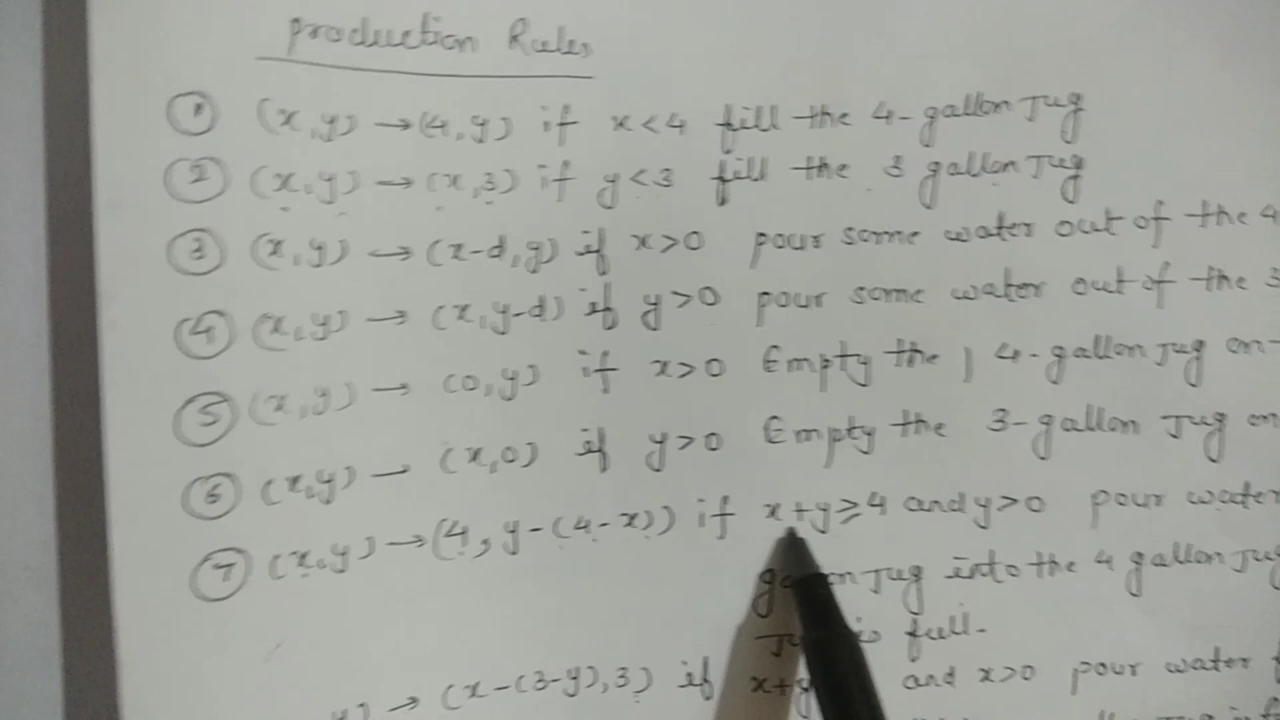 Production Rules
① (x,y) → (4,y) if x<4 fill the 4-gallon Jug
② (x,y) → (x,3) if y<3 fill the 3 gallon Jug
③ (x,y) → (x-d,y) if x>0 pour some water out of the 4
④ (x,y) → (x,y-d) if y>0 pour some water out of the 3
⑤ (x,y) → (0,y) if x>0 Empty the 4-gallon Jug on
⑥ (x,y) → (x,0) if y>0 Empty the 3-gallon Jug on
⑦ (x,y) → (4, y-(4-x)) if x+y≥4 and y>0 pour water
Jug into the 4 gallon Jug
is full.
→ (x-(3-y),3) if x+y and x>0 pour water